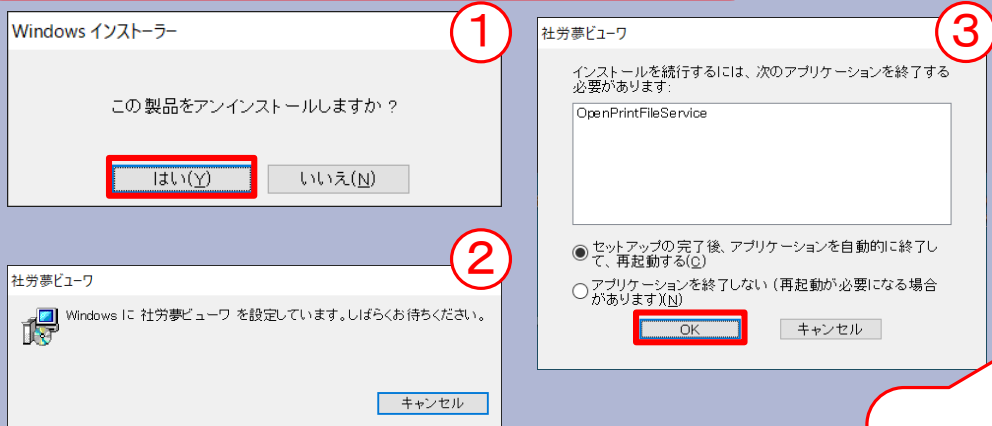 Windows インストーラー
①
この製品をアンインストールしますか？
はい(Y)
いいえ(N)
②
社労夢ビューワ
Windows に 社労夢ビューワ を設定しています。しばらくお待ちください。
キャンセル
社労夢ビューワ
③
インストールを続行するには、次のアプリケーションを終了する
必要があります:
OpenPrintFileService
セットアップの完了後、アプリケーションを自動的に終了し
て、再起動する(C)
アプリケーションを終了しない (再起動が必要になる場合
があります)(N)
OK
キャンセル